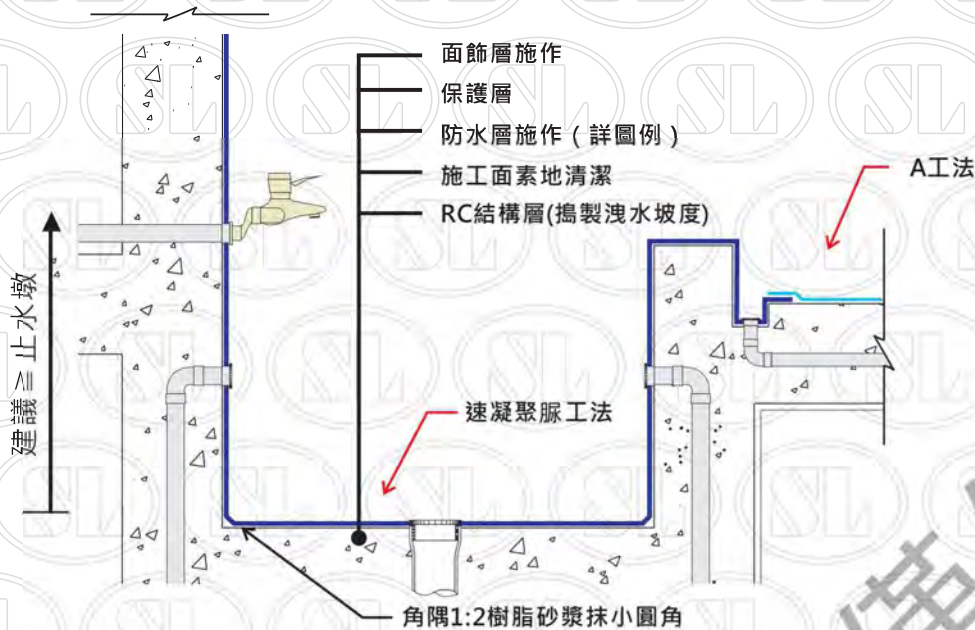 面飾層施作
保護層
防水層施作（詳圖例）
施工面素地清潔
RC結構層(搗製洩水坡度)
A工法
建議≧止水墩
速凝聚脲工法
角隅1:2樹脂砂漿抹小圓角
SL